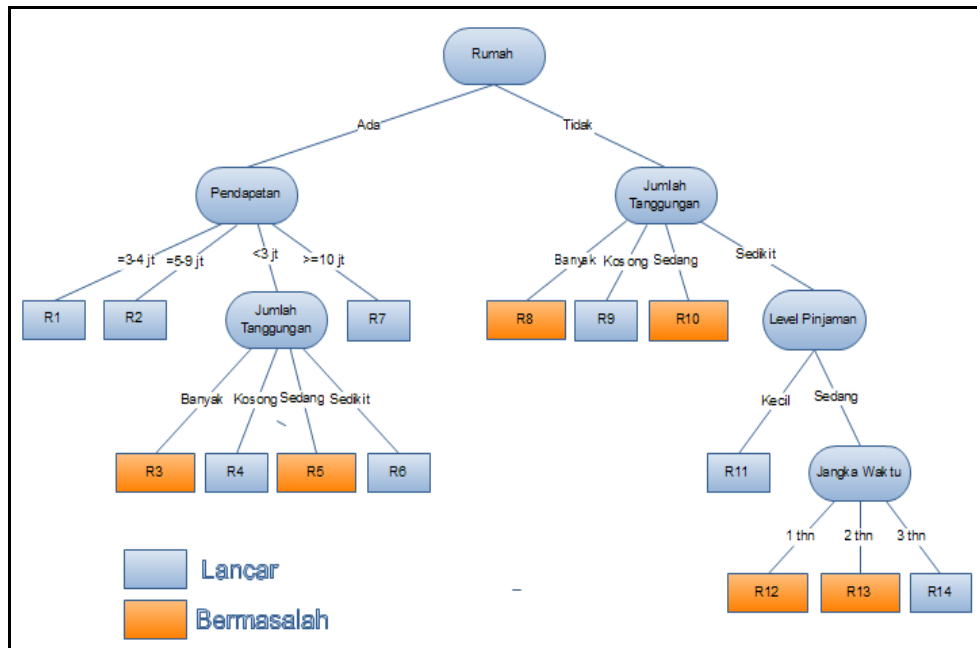 Rumah
Ada
Tidak
Pendapatan
Jumlah
Tanggungan
=3-4 jt
=5-9 jt
<3 jt
>=10 jt
Banyak
Kosong
Sedang
Sedikit
R1
R2
Jumlah
Tanggungan
R7
R8
R9
R10
Level Pinjaman
Banyak
Kosong
Sedang
Sedikit
Kecil
Sedang
R3
R4
R5
R6
R11
Jangka Waktu
1 thn
2 thn
3 thn
R12
R13
R14
Lancar
Bermasalah